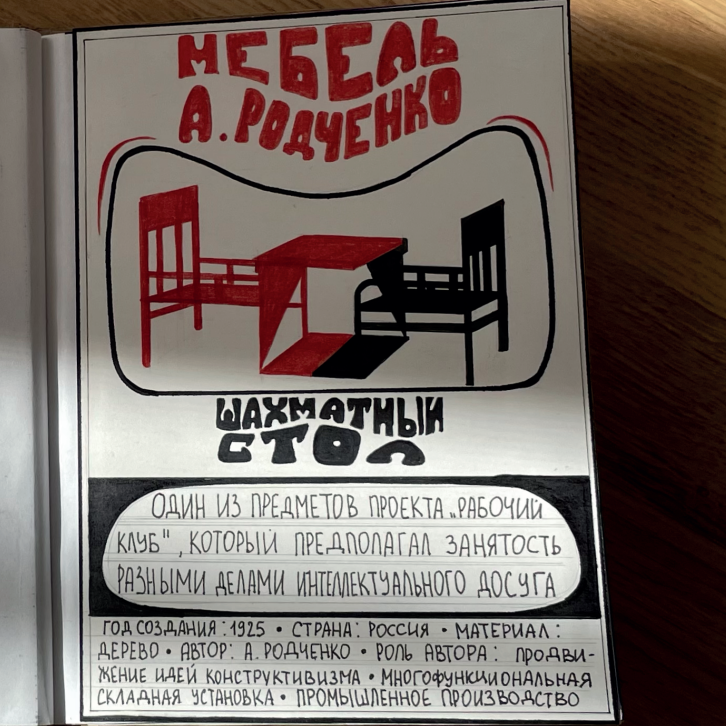 МЕБЕЛЬ
А. РОДЧЕНКО
ШАХМАТНЫЙ
СТОЛ
ОДИН ИЗ ПРЕДМЕТОВ ПРОЕКТА „РАБОЧИЙ
КЛУБ", КОТОРЫЙ ПРЕДПОЛАГАЛ ЗАНЯТОСТЬ
РАЗНЫМИ ДЕЛАМИ ИНТЕЛЛЕКТУАЛЬНОГО ДОСУГА
ГОД СОЗДАНИЯ: 1925 • СТРАНА: РОССИЯ • МАТЕРИАЛ:
ДЕРЕВО • АВТОР: А. РОДЧЕНКО • РОЛЬ АВТОРА: ПРОДВИ-
ЖЕНИЕ ИДЕЙ КОНСТРУКТИВИЗМА • МНОГОФУНКЦИОНАЛЬНАЯ
СКЛАДНАЯ УСТАНОВКА • ПРОМЫШЛЕННОЕ ПРОИЗВОДСТВО